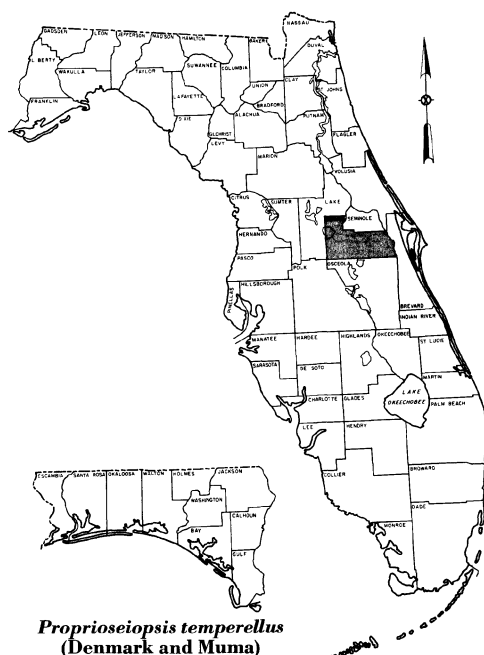 NASSAU
GADSDEN
LEON
JEFFERSON
MADISON
HAMILTON
BAKER
DUVAL
LIBERTY
WAKULLA
TAYLOR
SUWANNEE
COLUMBIA
UNION
CLAY
ST JOHNS
FRANKLIN
LAFAYETTE
BRADFORD
PUTNAM
DIXIE
GILCHRIST
ALACHUA
FLAGLER
LEVY
MARION
VOLUSIA
CITRUS
SUMTER
LAKE
SEMINOLE
HERNANDO
PASCO
POLK
OSCEOLA
PINELLAS
HILLSBOROUGH
BREVARD
INDIAN RIVER
MANATEE
HARDEE
HIGHLANDS
OKEECHOBEE
ST LUCIE
SARASOTA
DE SOTO
MARTIN
CHARLOTTE
GLADES
LAKE
OKEECHOBEE
PALM BEACH
LEE
HENDRY
COLLIER
BROWARD
DADE
MONROE
ESCAMBIA
SANTA ROSA
OKALOOSA
WALTON
HOLMES
JACKSON
WASHINGTON
BAY
CALHOUN
GULF
Proprioseiopsis temperellus
(Denmark and Muma)